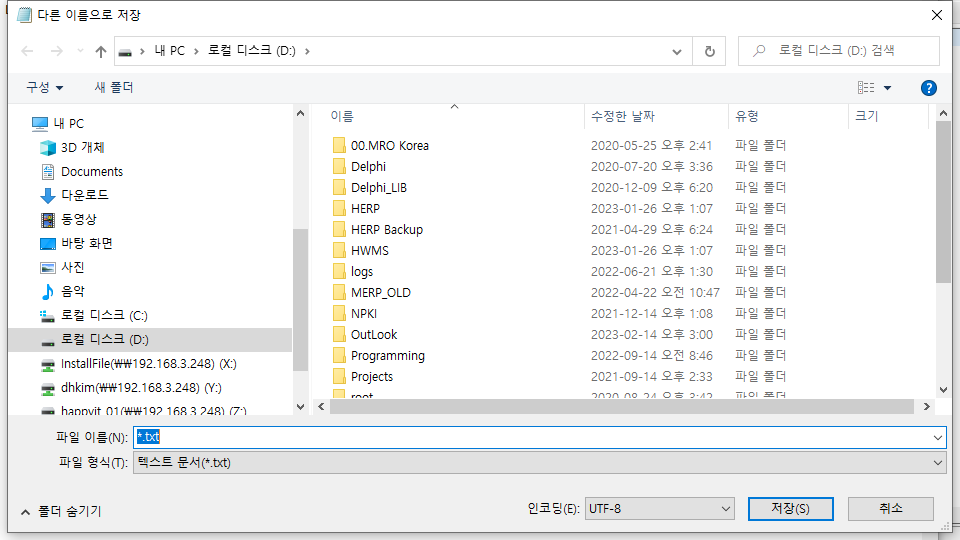 다른 이름으로 저장
내 PC > 로컬 디스크 (D:) >
로컬 디스크 (D:) 검색
구성
새 폴더
내 PC
3D 개체
Documents
다운로드
동영상
바탕 화면
사진
음악
로컬 디스크 (C:)
로컬 디스크 (D:)
InstallFile(₩₩192.168.3.248) (X:)
dhkim(₩₩192.168.3.248) (Y:)
happyit_01(₩₩192.168.3.248) (Z:)
이름 수정한 날짜 유형 크기
00.MRO Korea 2020-05-25 오후 2:41 파일 폴더
Delphi 2020-07-20 오후 3:36 파일 폴더
Delphi_LIB 2020-12-09 오후 6:20 파일 폴더
HERP 2023-01-26 오후 1:07 파일 폴더
HERP Backup 2021-04-29 오후 6:24 파일 폴더
HWMS 2023-01-26 오후 1:07 파일 폴더
logs 2022-06-21 오후 1:30 파일 폴더
MERP_OLD 2022-04-22 오전 10:47 파일 폴더
NPKI 2021-12-14 오후 1:08 파일 폴더
OutLook 2023-02-14 오후 3:00 파일 폴더
Programming 2022-09-14 오전 8:46 파일 폴더
Projects 2021-09-14 오후 2:33 파일 폴더
root 2020-08-24 오후 3:42 파일 폴더
파일 이름(N): *.txt
파일 형식(T): 텍스트 문서(*.txt)
폴더 숨기기
인코딩(E): UTF-8
저장(S)
취소